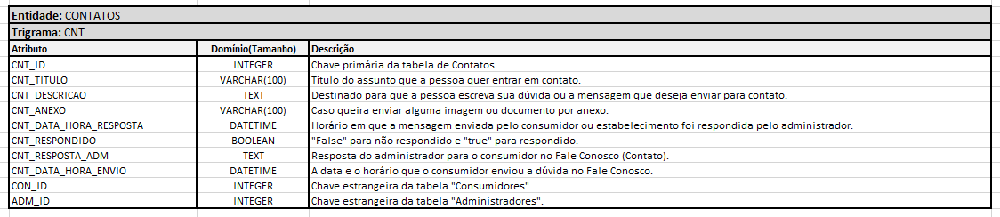 Entidade: CONTATOS
Trigrama: CNT
Atributo Domínio(Tamanho) Descrição
CNT_ID INTEGER Chave primária da tabela de Contatos.
CNT_TITULO VARCHAR(100) Título do assunto que a pessoa quer entrar em contato.
CNT_DESCRICAO TEXT Destinado para que a pessoa escreva sua dúvida ou a mensagem que deseja enviar para contato.
CNT_ANEXO VARCHAR(100) Caso queira enviar alguma imagem ou documento por anexo.
CNT_DATA_HORA_RESPOSTA DATETIME Horário em que a mensagem enviada pelo consumidor ou estabelecimento foi respondida pelo administrador.
CNT_RESPONDIDO BOOLEAN "False" para não respondido e "true" para respondido.
CNT_RESPOSTA_ADM TEXT Resposta do administrador para o consumidor no Fale Conosco (Contato).
CNT_DATA_HORA_ENVIO DATETIME A data e o horário que o consumidor enviou a dúvida no Fale Conosco.
CON_ID INTEGER Chave estrangeira da tabela "Consumidores".
ADM_ID INTEGER Chave estrangeira da tabela "Administradores".